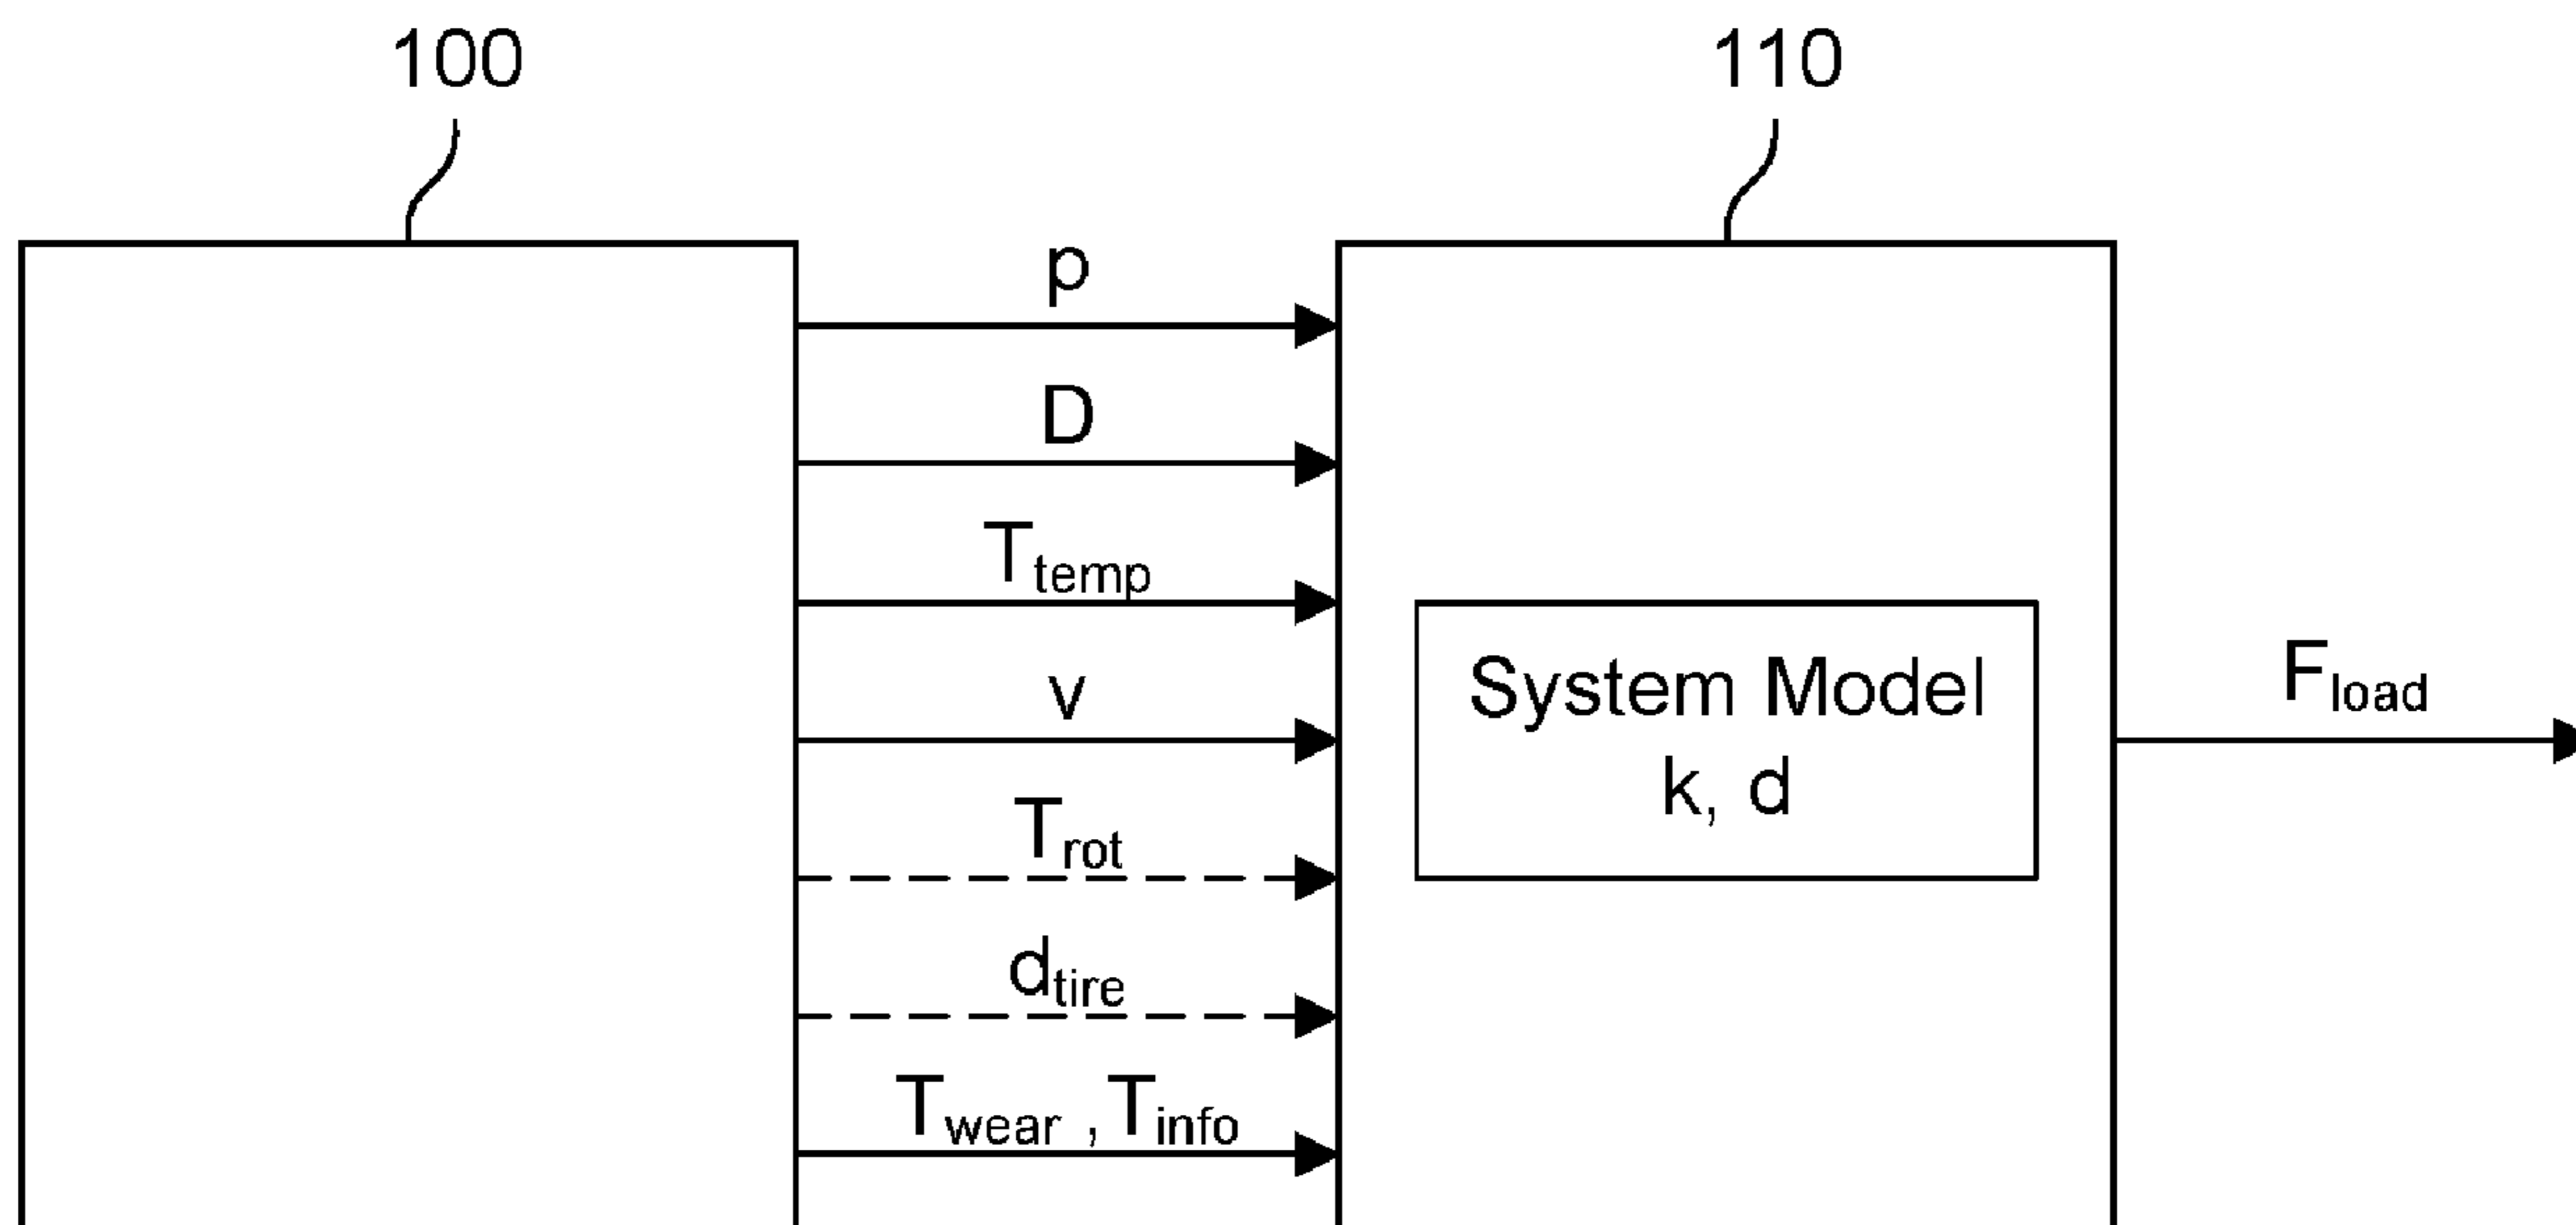 100
110
p
D
T_temp
v
T_rot
d_tire
T_wear , T_info
System Model
k, d
F_load